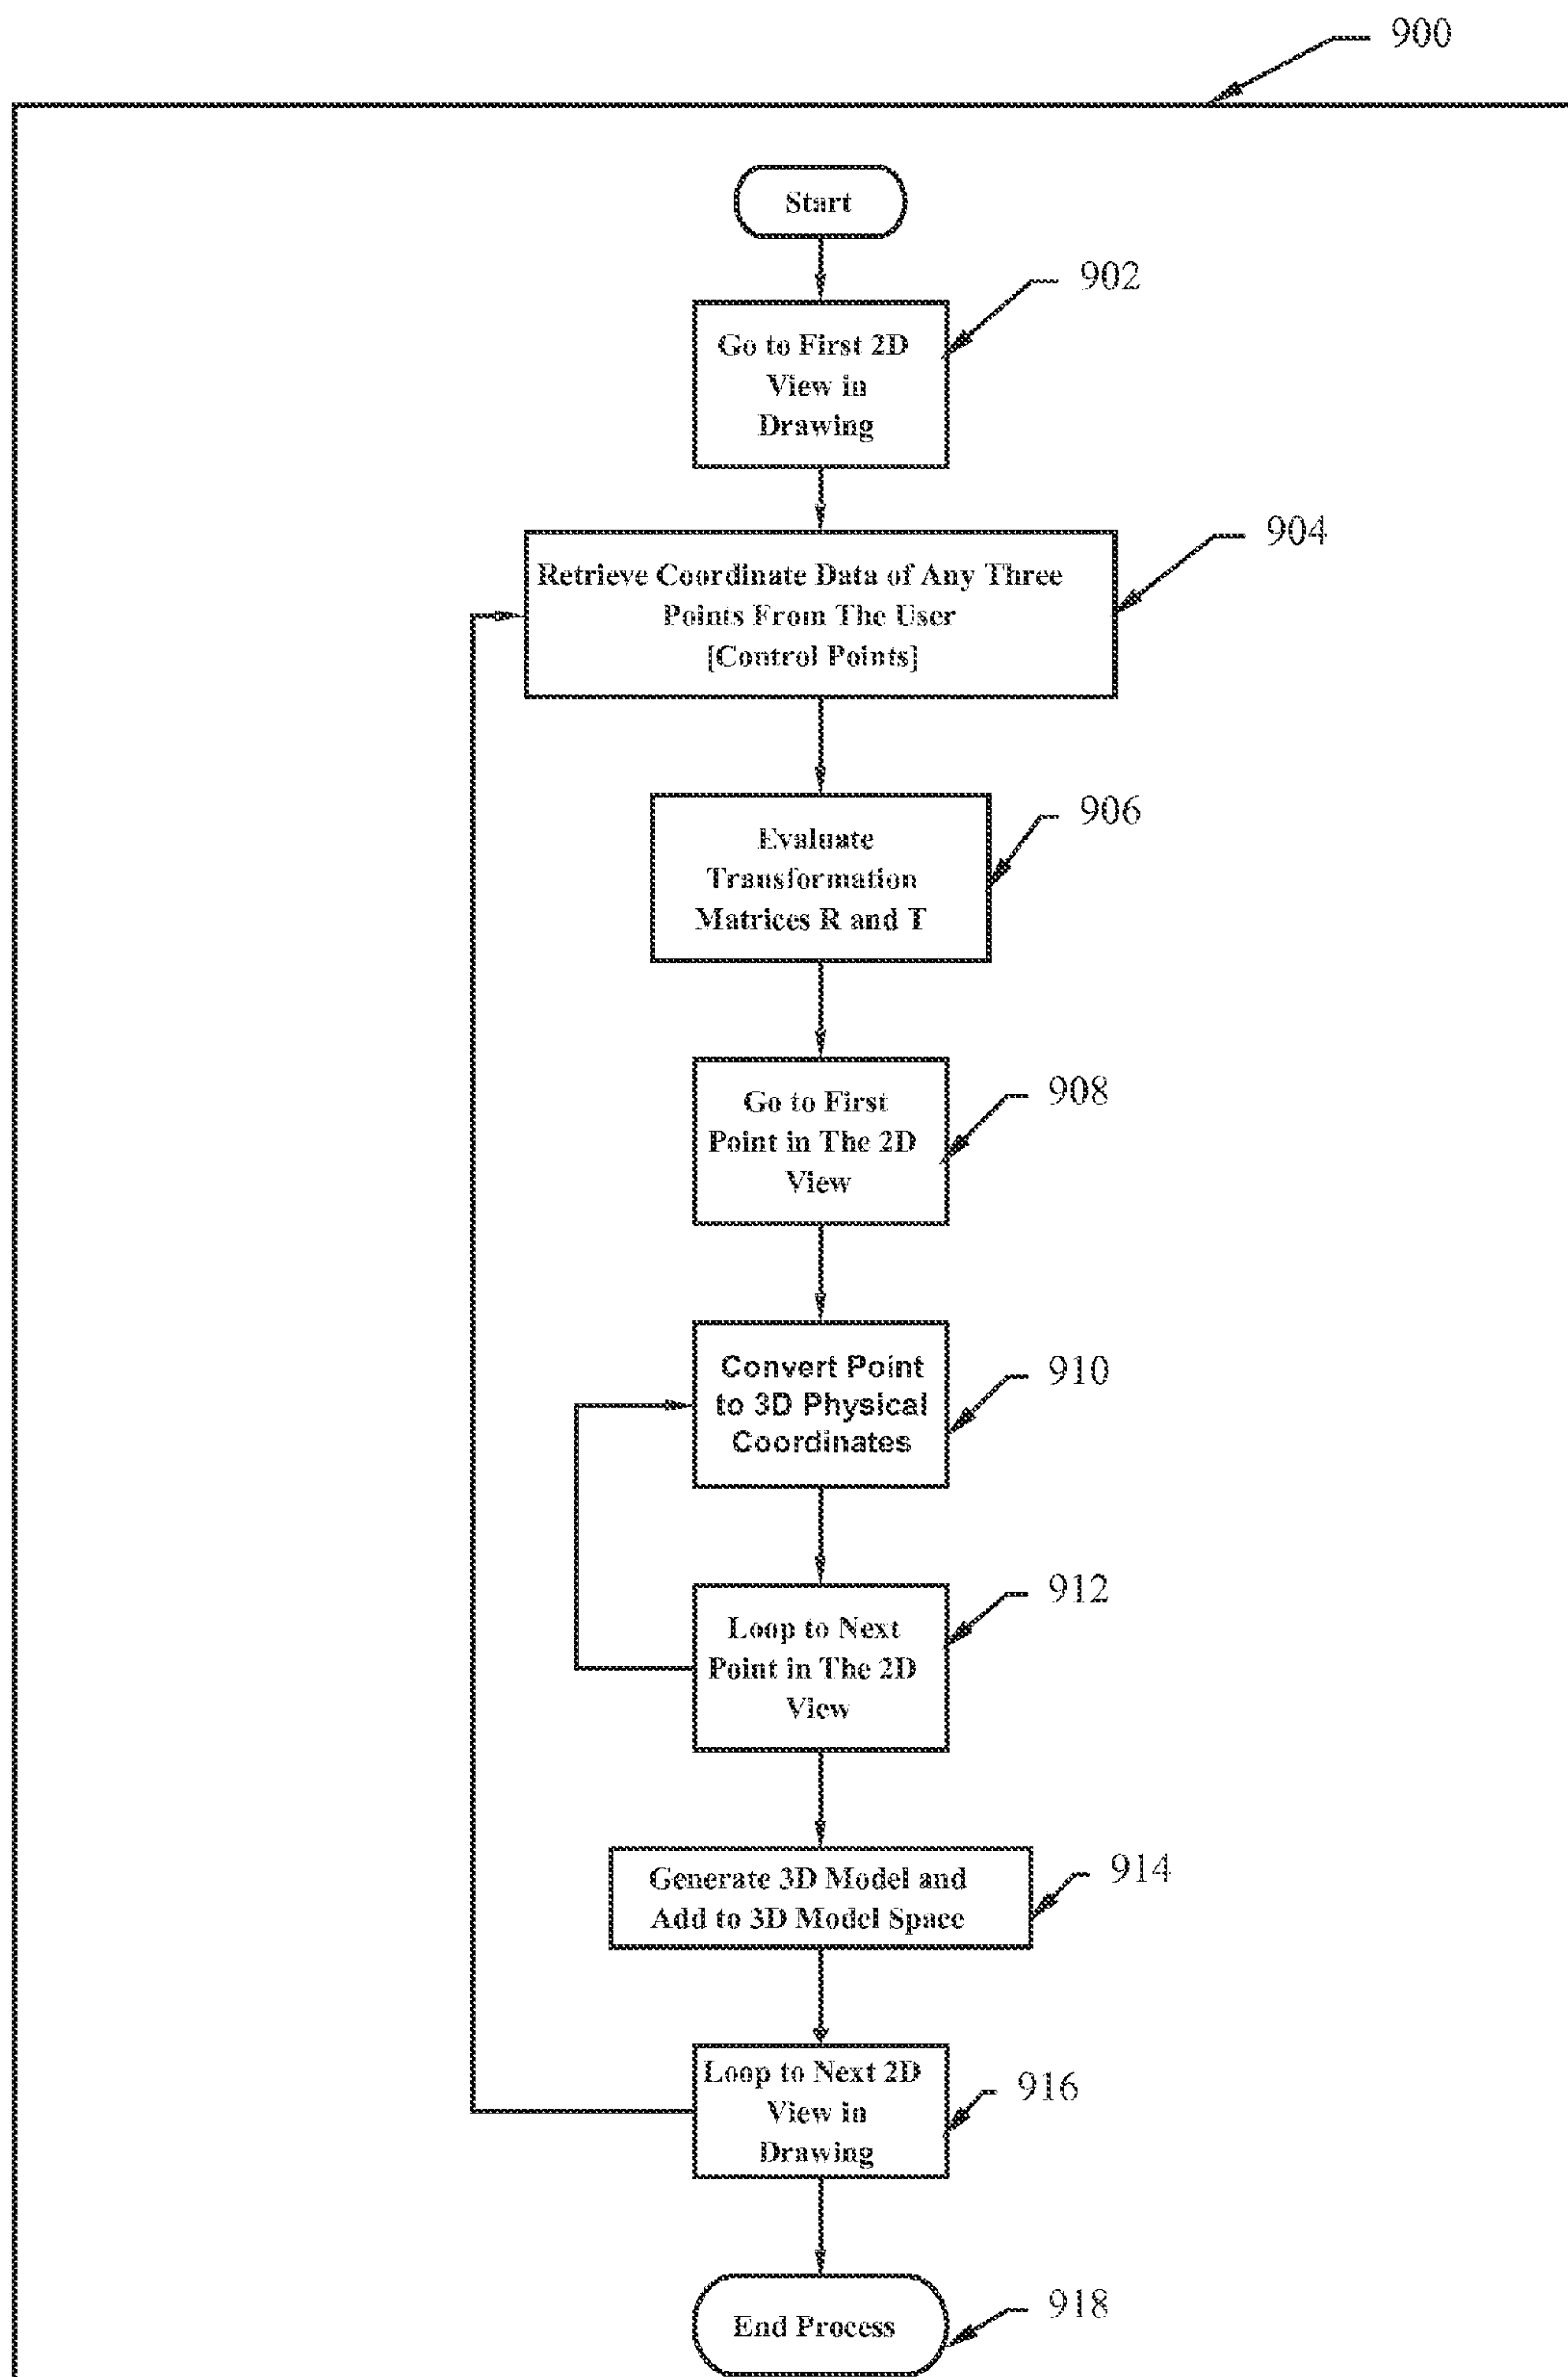 900
Start
902
Go to First 2D
View in
Drawing
904
Retrieve Coordinate Data of Any Three
Points From The User
[Control Points]
906
Evaluate
Transformation
Matrices R and T
908
Go to First
Point in The 2D
View
910
Convert Point
to 3D Physical
Coordinates
912
Loop to Next
Point in The 2D
View
914
Generate 3D Model and
Add to 3D Model Space
916
Loop to Next 2D
View in
Drawing
918
End Process